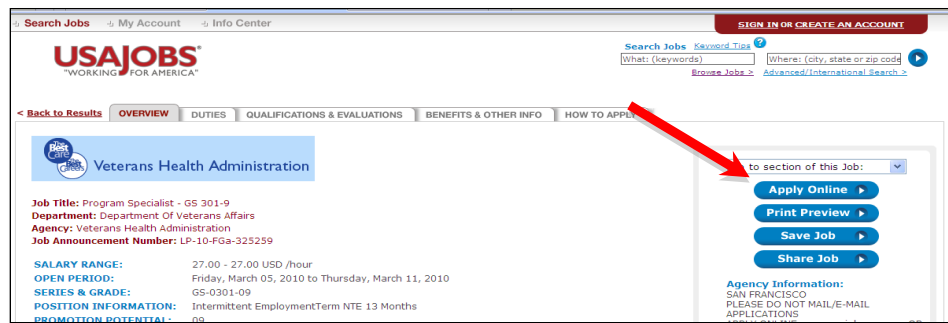 Search Jobs My Account Info Center
SIGN IN OR CREATE AN ACCOUNT
USAJOBS®
"WORKING FOR AMERICA"
Search Jobs Keyword Tips ?
What: (keywords) Where: (city, state or zip code
Browse Jobs > Advanced/International Search >
< Back to Results OVERVIEW DUTIES QUALIFICATIONS & EVALUATIONS BENEFITS & OTHER INFO HOW TO APPLY
The Best Care Best Careers
Veterans Health Administration
to section of this Job:
Apply Online
Print Preview
Save Job
Share Job
Job Title: Program Specialist - GS 301-9
Department: Department Of Veterans Affairs
Agency: Veterans Health Administration
Job Announcement Number: LP-10-FGa-325259
SALARY RANGE: 27.00 - 27.00 USD /hour
OPEN PERIOD: Friday, March 05, 2010 to Thursday, March 11, 2010
SERIES & GRADE: GS-0301-09
POSITION INFORMATION: Intermittent EmploymentTerm NTE 13 Months
PROMOTION POTENTIAL: 09
Agency Information:
SAN FRANCISCO
PLEASE DO NOT MAIL/E-MAIL
APPLICATIONS
APPLY ONLINE OR